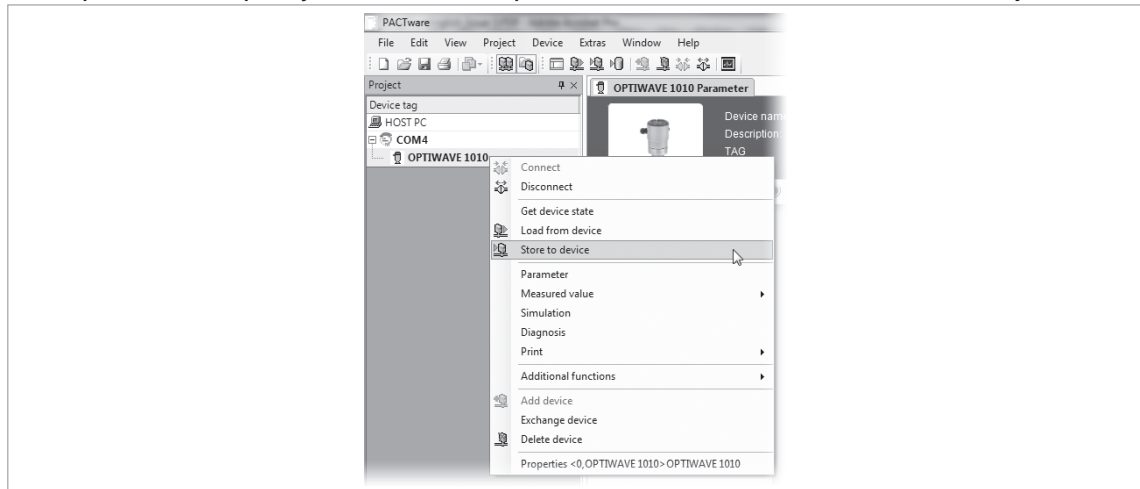 PACTware
File Edit View Project Device Extras Window Help
Project
OPTIWAVE 1010 Parameter
Device tag
HOST PC
COM4
OPTIWAVE 1010
Device name
Description:
TAG
Connect
Disconnect
Get device state
Load from device
Store to device
Parameter
Measured value
Simulation
Diagnosis
Print
Additional functions
Add device
Exchange device
Delete device
Properties <0,OPTIWAVE 1010> OPTIWAVE 1010